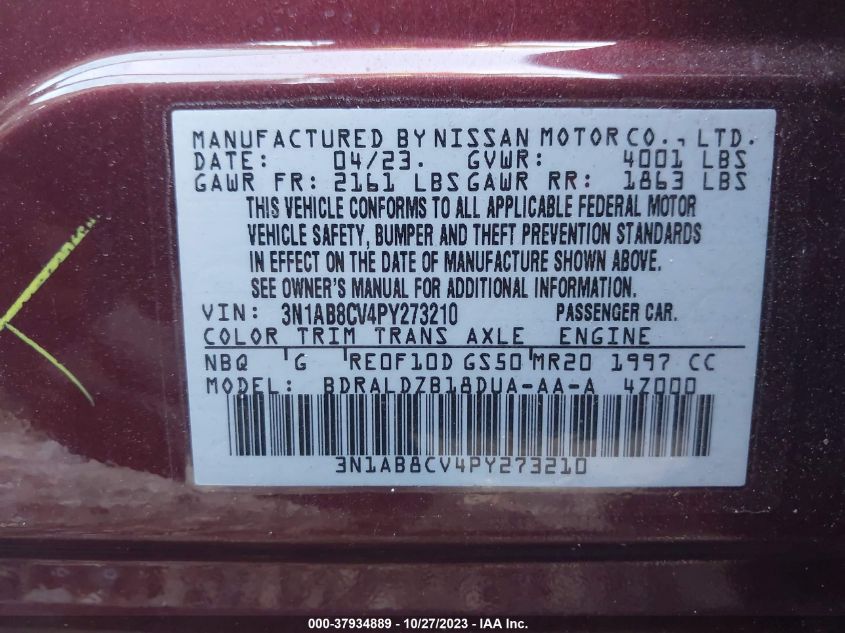 MANUFACTURED BY NISSAN MOTOR CO., LTD.
DATE: 04/23. GVWR: 4001 LBS
GAWR FR: 2161 LBS GAWR RR: 1863 LBS
THIS VEHICLE CONFORMS TO ALL APPLICABLE FEDERAL MOTOR
VEHICLE SAFETY, BUMPER AND THEFT PREVENTION STANDARDS
IN EFFECT ON THE DATE OF MANUFACTURE SHOWN ABOVE.
SEE OWNER'S MANUAL FOR ADDITIONAL INFORMATION.
VIN: 3N1AB8CV4PY273210 PASSENGER CAR.
COLOR TRIM TRANS AXLE ENGINE
NBQ G RE0F10D GS50 MR20 1997 CC
MODEL: BDRALDZB18DUA-AA-A 4Z000
3N1AB8CV4PY273210
000-37934889 | 10/27/2023 | IAA Inc.